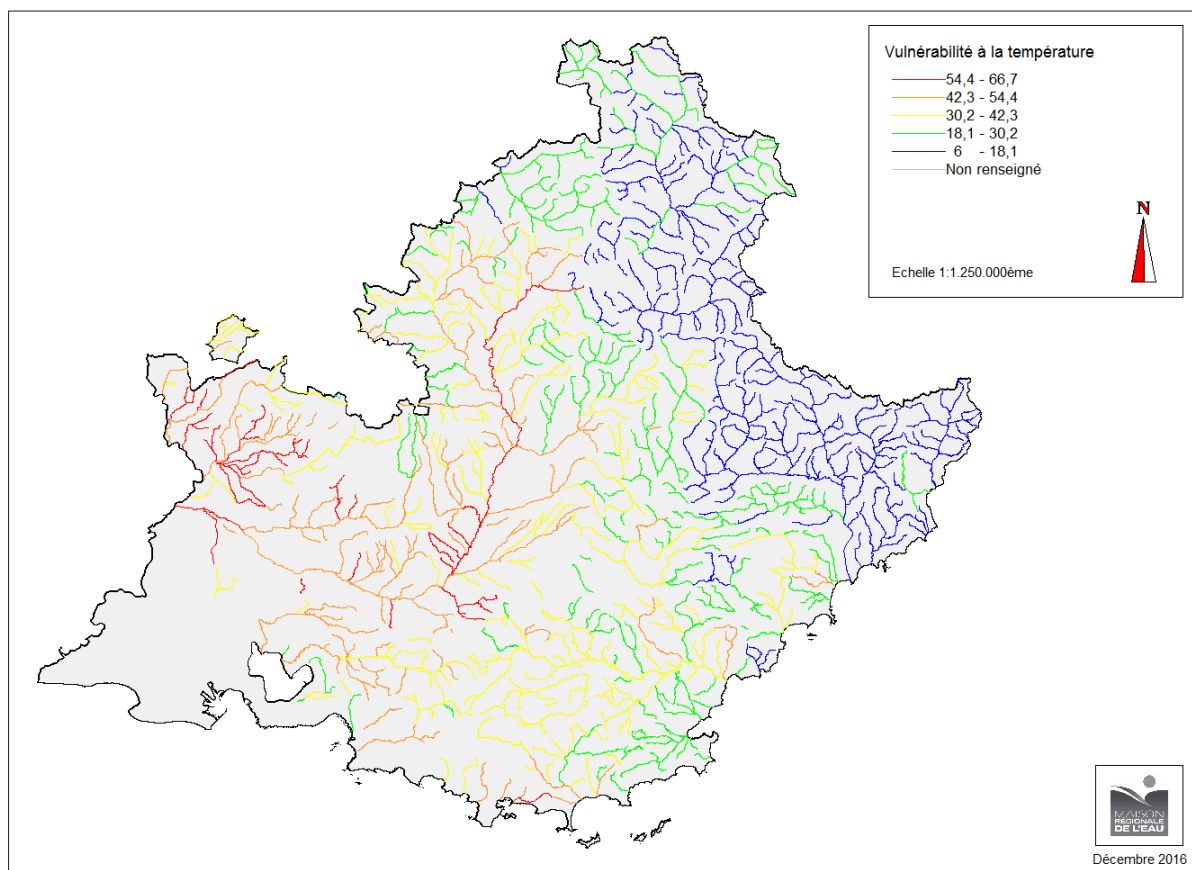 Vulnérabilité à la température
54,4 - 66,7
42,3 - 54,4
30,2 - 42,3
18,1 - 30,2
6 - 18,1
Non renseigné
N
Echelle 1:1.250.000ème
MAISON
RÉGIONALE
DE L'EAU
Décembre 2016